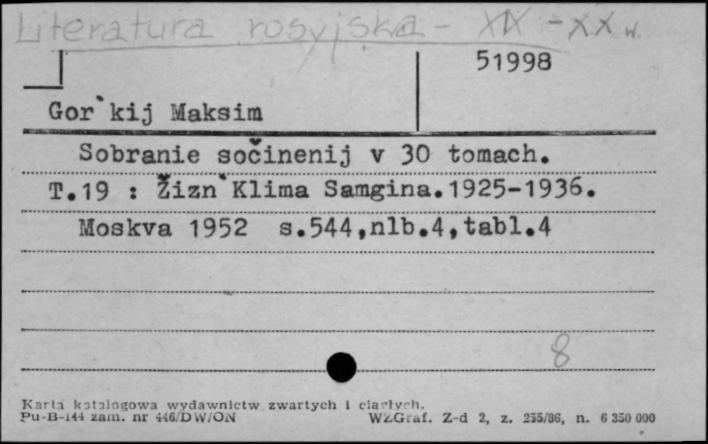 Literatura rosyjska - XIX - XX w.
51998
Gor`kij Maksim
Sobranie sočinenij v 30 tomach.
T.19 : Žizn`Klima Samgina.1925-1936.
Moskva 1952 s.544,nlb.4,tabl.4
8
Karta katalogowa wydawnictw zwartych i ciągłych.
Pu-B-144 zam. nr 446/DW/ON WZGraf. Z-d 2, z. 235/86, n. 6 350 000